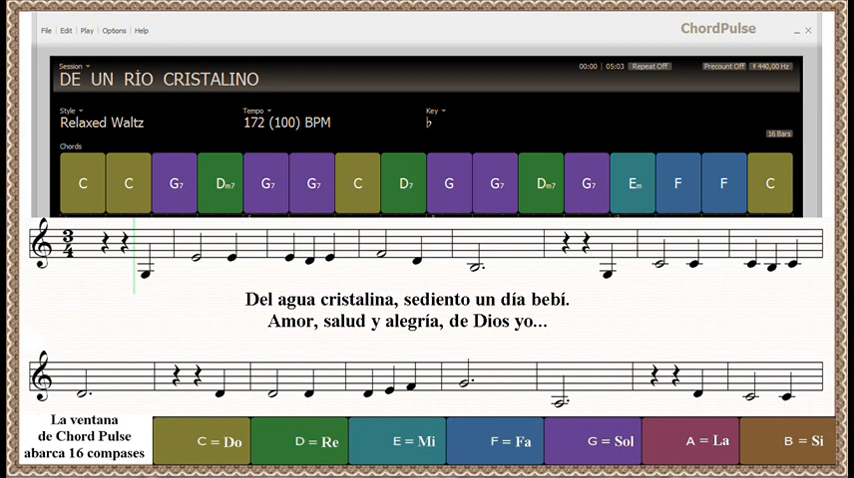 File Edit Play Options Help
ChordPulse
Session
00:00 05:03 Repeat Off Precount Off 440,00 Hz
DE UN RÌO CRISTALINO
Style Tempo Key
Relaxed Waltz 172 (100) BPM b
16 Bars
Chords
C C G7 Dm7 G7 G7 C D7 G G7 Dm7 G7 Em F F C
3
4
Del agua cristalina, sediento un día bebí.
Amor, salud y alegría, de Dios yo...
La ventana
de Chord Pulse
abarca 16 compases
C = Do D = Re E = Mi F = Fa G = Sol A = La B = Si